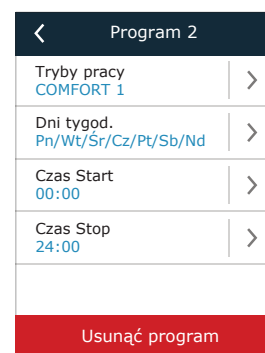 Program 2
Tryby pracy
COMFORT 1
Dni tygod.
Pn/Wt/Śr/Cz/Pt/Sb/Nd
Czas Start
00:00
Czas Stop
24:00
Usunąć program